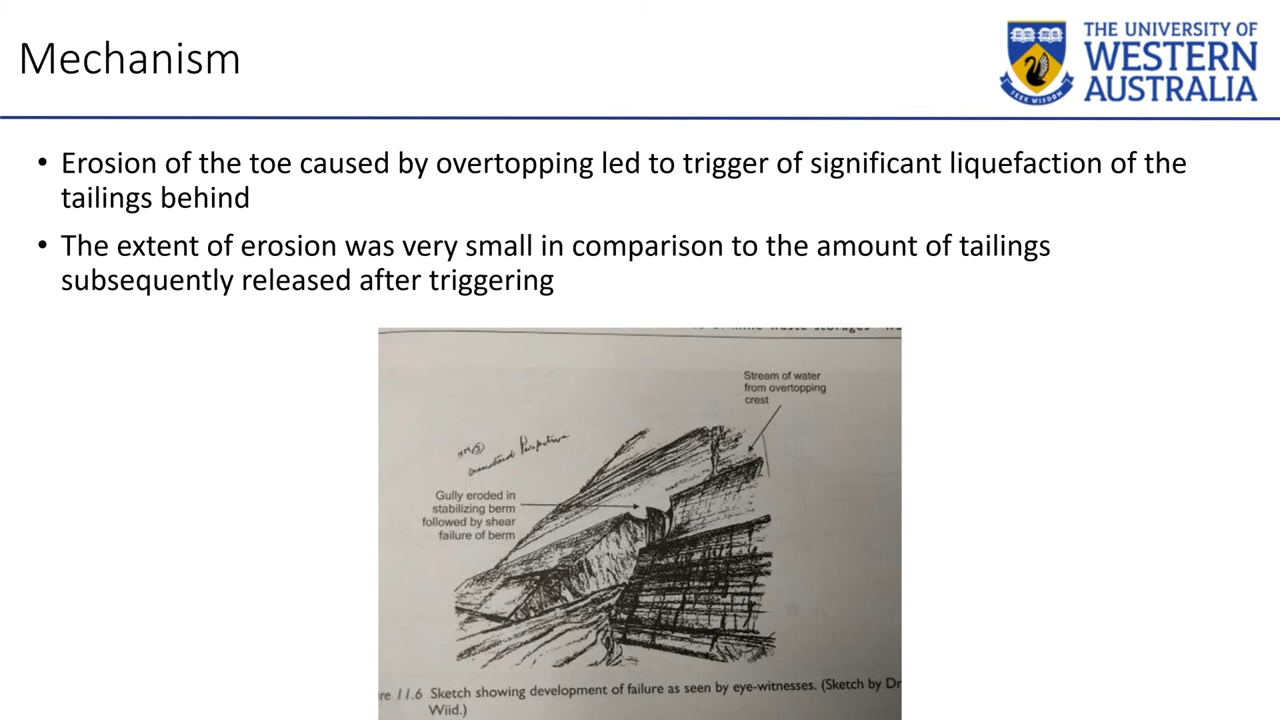 Mechanism
THE UNIVERSITY OF
WESTERN
AUSTRALIA
SEEK WISDOM
• Erosion of the toe caused by overtopping led to trigger of significant liquefaction of the
tailings behind
• The extent of erosion was very small in comparison to the amount of tailings
subsequently released after triggering
Stream of water
from overtopping
crest
Gully eroded in
stabilizing berm
followed by shear
failure of berm
re 11.6 Sketch showing development of failure as seen by eye-witnesses. (Sketch by Dr
Wiid.)